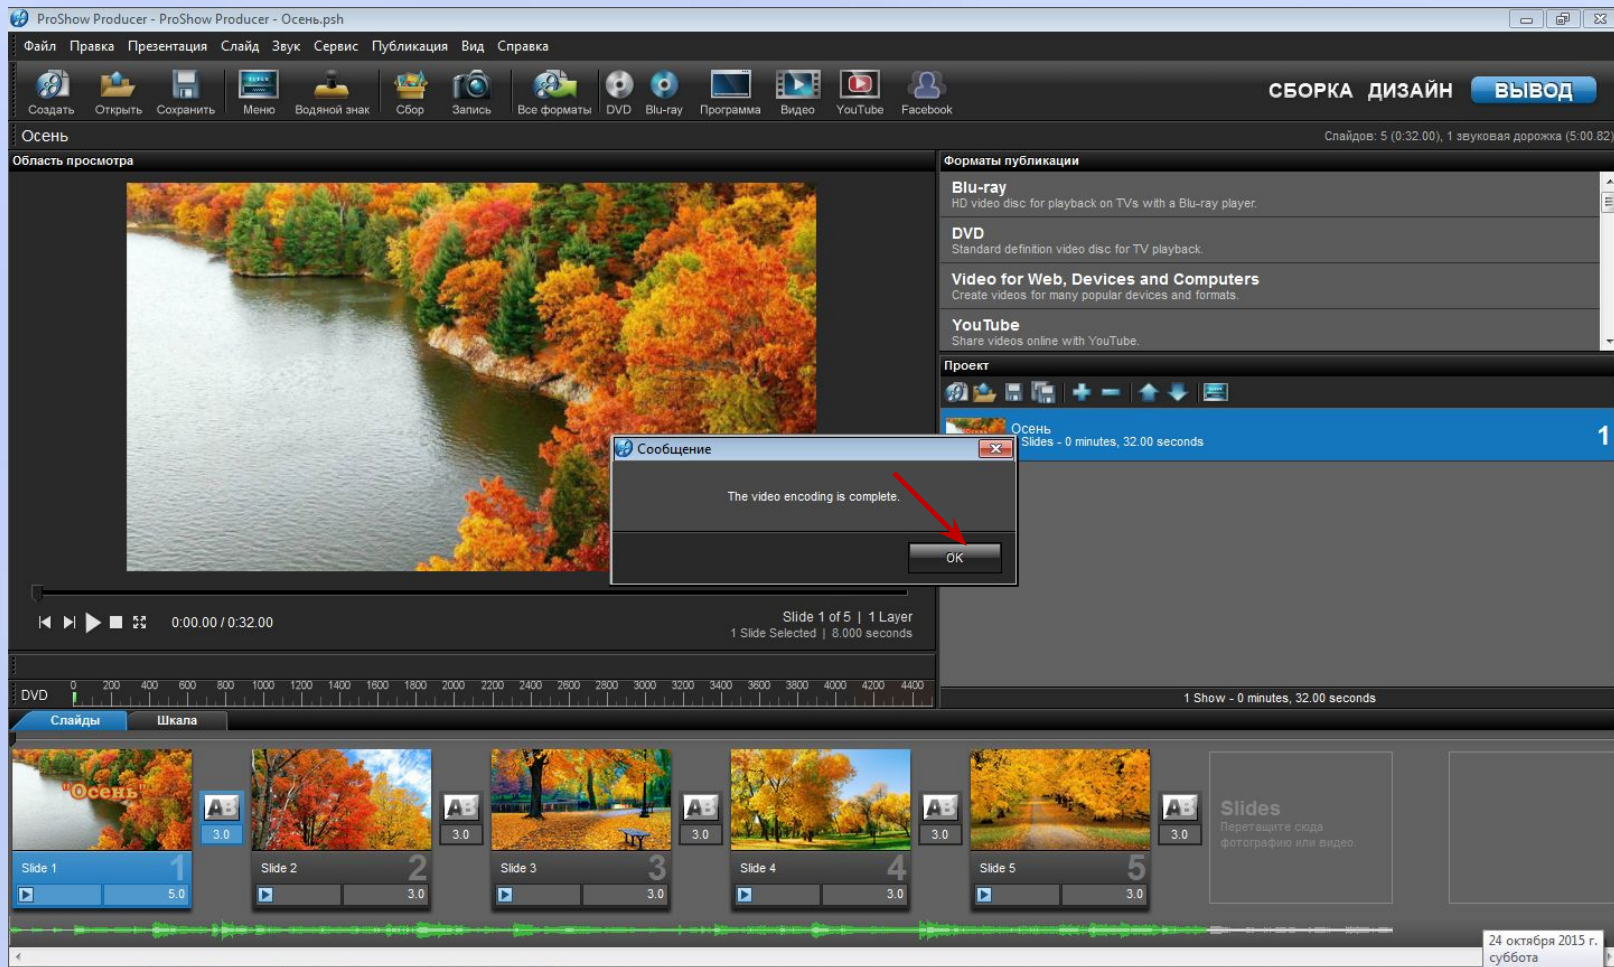 ProShow Producer - ProShow Producer - Осень.psh
Файл Правка Презентация Слайд Звук Сервис Публикация Вид Справка
Создать Открыть Сохранить Меню Водяной знак Сбор Запись Все форматы DVD Blu-ray Программа Видео YouTube Facebook
СБОРКА ДИЗАЙН ВЫВОД
Осень
Слайдов: 5 (0:32.00), 1 звуковая дорожка (5:00.82)
Область просмотра
Форматы публикации
Blu-ray
HD video disc for playback on TVs with a Blu-ray player.
DVD
Standard definition video disc for TV playback.
Video for Web, Devices and Computers
Create videos for many popular devices and formats.
YouTube
Share videos online with YouTube.
Проект
Осень
Slides - 0 minutes, 32.00 seconds
1
Сообщение
The video encoding is complete.
OK
0:00.00 / 0:32.00
Slide 1 of 5 | 1 Layer
1 Slide Selected | 8.000 seconds
DVD 0 200 400 600 800 1000 1200 1400 1600 1800 2000 2200 2400 2600 2800 3000 3200 3400 3600 3800 4000 4200 4400
1 Show - 0 minutes, 32.00 seconds
Слайды Шкала
"Осень"
AB AB AB AB AB
3.0 3.0 3.0 3.0 3.0
Slides
Перетащите сюда
фотографию или видео.
Slide 1 1 Slide 2 2 Slide 3 3 Slide 4 4 Slide 5 5
5.0 3.0 3.0 3.0 3.0
24 октября 2015 г.
суббота